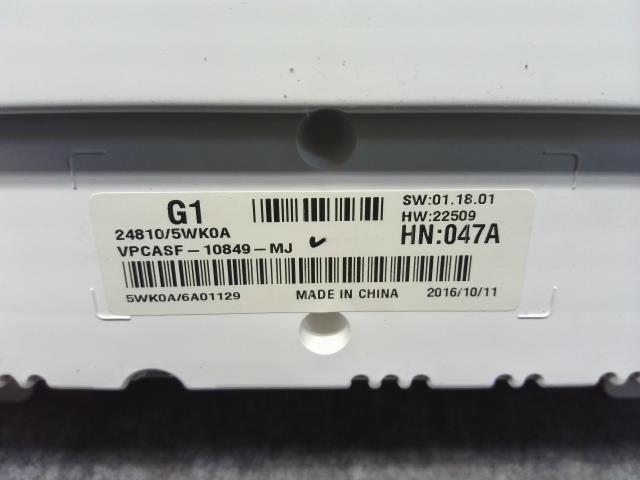 G1
SW:01.18.01
24810/5WK0A
HW:22509
VPCASF-10849-MJ
HN:047A
5WK0A/6A01129
MADE IN CHINA
2016/10/11